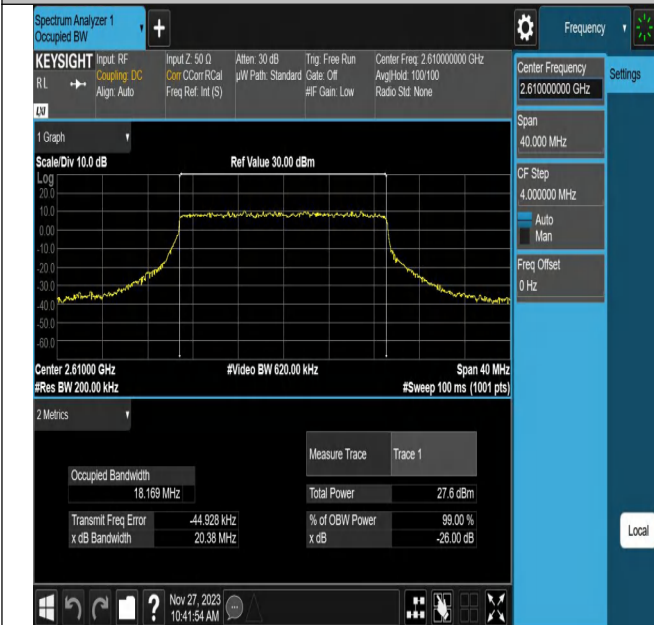 Spectrum Analyzer 1
Occupied BW
+
Frequency
KEYSIGHT
RL
LXI
Input: RF
Coupling: DC
Align: Auto
Input Z: 50 Ω
Corr CCorr RCal
Freq Ref: Int (S)
Atten: 30 dB
µW Path: Standard
Trig: Free Run
Gate: Off
#IF Gain: Low
Center Freq: 2.610000000 GHz
Avg|Hold: 100/100
Radio Std: None
Center Frequency
2.610000000 GHz
Settings
Span
40.000 MHz
CF Step
4.000000 MHz
Auto
Man
Freq Offset
0 Hz
Local
1 Graph
Scale/Div 10.0 dB
Ref Value 30.00 dBm
Log
20.0
10.0
0.00
-10.0
-20.0
-30.0
-40.0
-50.0
-60.0
Center 2.61000 GHz
#Video BW 620.00 kHz
Span 40 MHz
#Res BW 200.00 kHz
#Sweep 100 ms (1001 pts)
2 Metrics
Measure Trace Trace 1
Occupied Bandwidth
18.169 MHz
Total Power 27.6 dBm
Transmit Freq Error -44.928 kHz
% of OBW Power 99.00 %
x dB Bandwidth 20.38 MHz
x dB -26.00 dB
?
Nov 27, 2023
10:41:54 AM